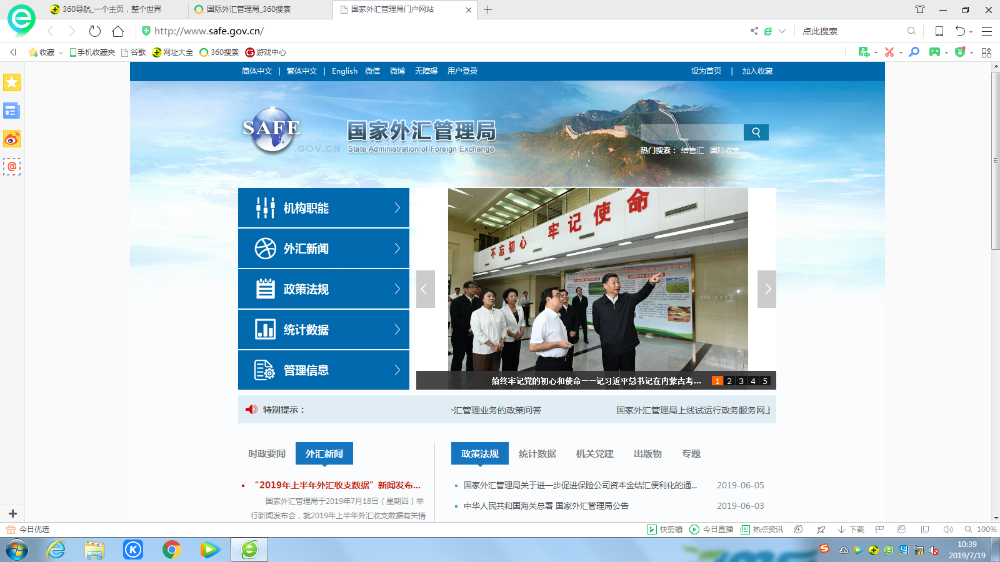 360导航_一个主页，整个世界
国际外汇管理局_360搜索
国家外汇管理局门户网站
http://www.safe.gov.cn/
点此搜索
收藏
手机收藏夹
谷歌
网址大全
360搜索
游戏中心
简体中文 | 繁体中文 | English 微信 微博 无障碍 用户登录
设为首页 | 加入收藏
SAFE
.GOV.CN
国家外汇管理局
State Administration of Foreign Exchange
热门搜索： 结售汇 国际收支
机构职能
外汇新闻
政策法规
统计数据
管理信息
不忘初心 牢记使命
始终牢记党的初心和使命——记习近平总书记在内蒙古考...
1 2 3 4 5
特别提示：
汇管理业务的政策问答
国家外汇管理局上线试运行政务服务网上
时政要闻 外汇新闻
政策法规 统计数据 机关党建 出版物 专题
“2019年上半年外汇收支数据”新闻发布...
国家外汇管理局于2019年7月18日（星期四）举
行新闻发布会，就2019年上半年外汇收支数据有关情
国家外汇管理局关于进一步促进保险公司资本金结汇便利化的通... 2019-06-05
中华人民共和国海关总署 国家外汇管理局公告 2019-06-03
今日优选
快剪辑
今日直播
热点资讯
下载
100%
10:39
2019/7/19